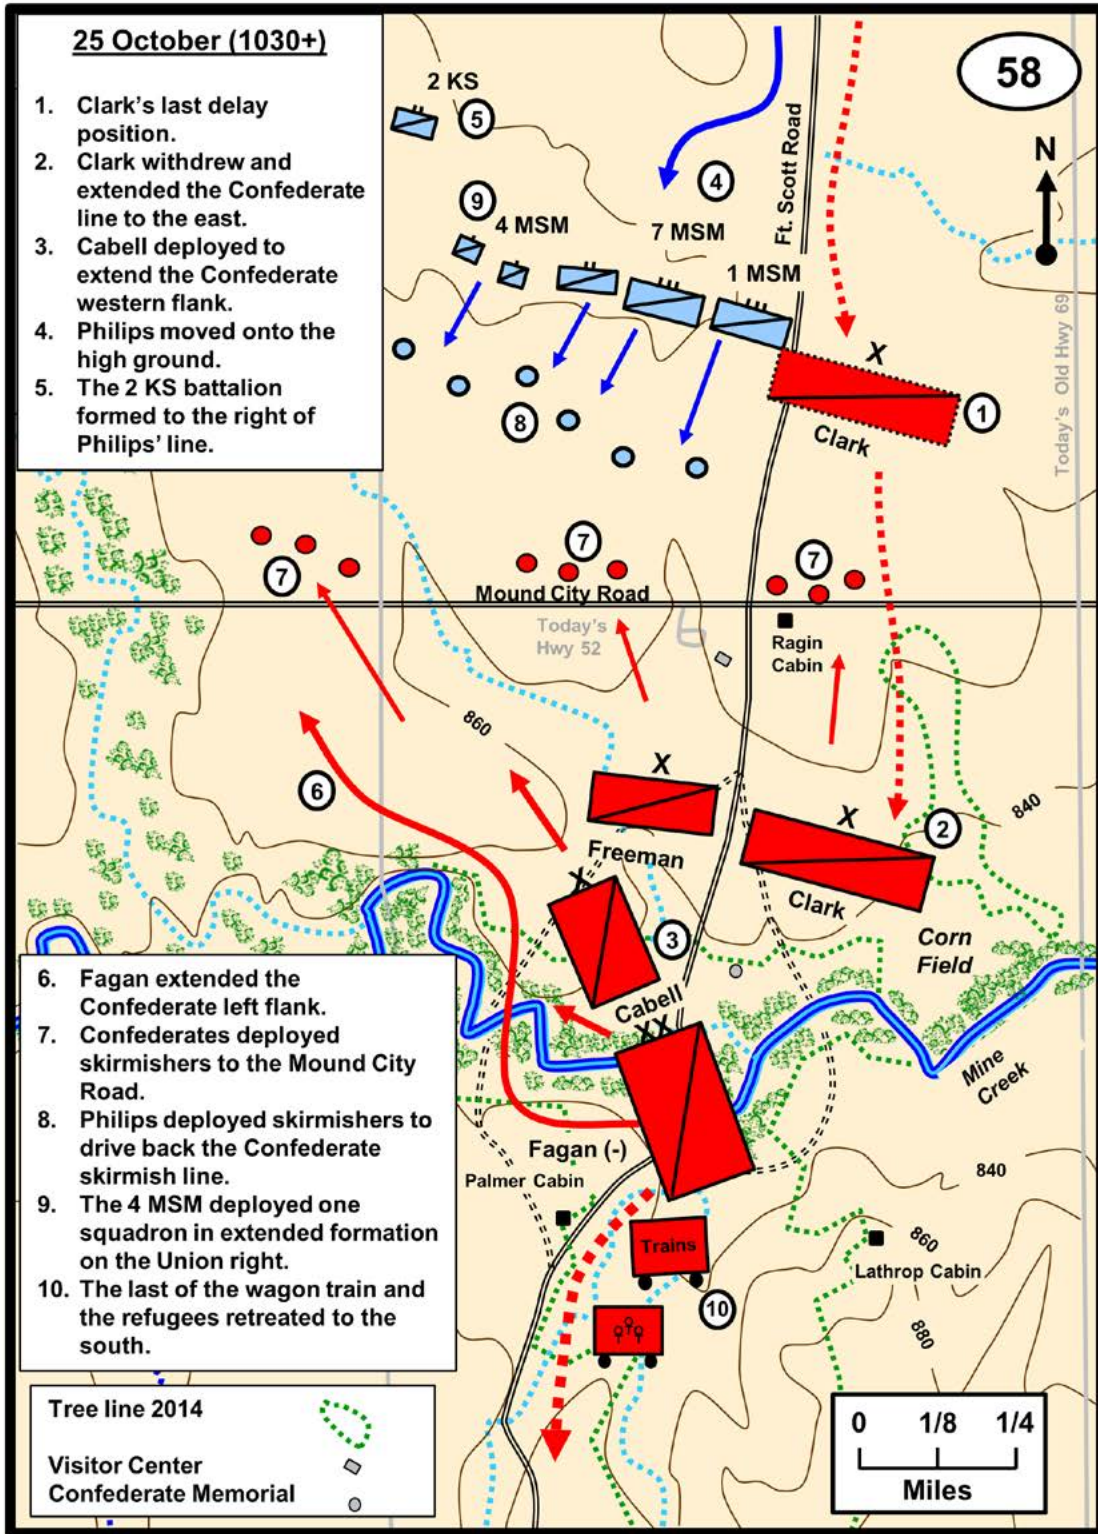 25 October (1030+)
1. Clark's last delay
position.
2. Clark withdrew and
extended the Confederate
line to the east.
3. Cabell deployed to
extend the Confederate
western flank.
4. Philips moved onto the
high ground.
5. The 2 KS battalion
formed to the right of
Philips' line.
58
N
2 KS
5
9
4 MSM
4
7 MSM
1 MSM
Ft. Scott Road
Today's Old Hwy 69
X
Clark
1
8
7
7
7
Mound City Road
Today's
Hwy 52
Ragin
Cabin
860
6
X
Freeman
X
Clark
2
840
X
3
Cabell
XX
Corn
Field
Mine
Creek
Fagan (-)
Palmer Cabin
840
860
Lathrop Cabin
880
Trains
10
6. Fagan extended the
Confederate left flank.
7. Confederates deployed
skirmishers to the Mound City
Road.
8. Philips deployed skirmishers to
drive back the Confederate
skirmish line.
9. The 4 MSM deployed one
squadron in extended formation
on the Union right.
10. The last of the wagon train and
the refugees retreated to the
south.
Tree line 2014
Visitor Center
Confederate Memorial
0 1/8 1/4
Miles